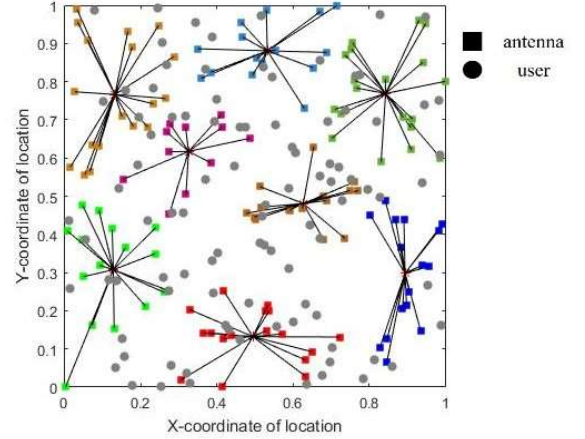 1
0.9
0.8
0.7
0.6
0.5
0.4
0.3
0.2
0.1
0
Y-coordinate of location
0 0.2 0.4 0.6 0.8 1
X-coordinate of location
antenna
user